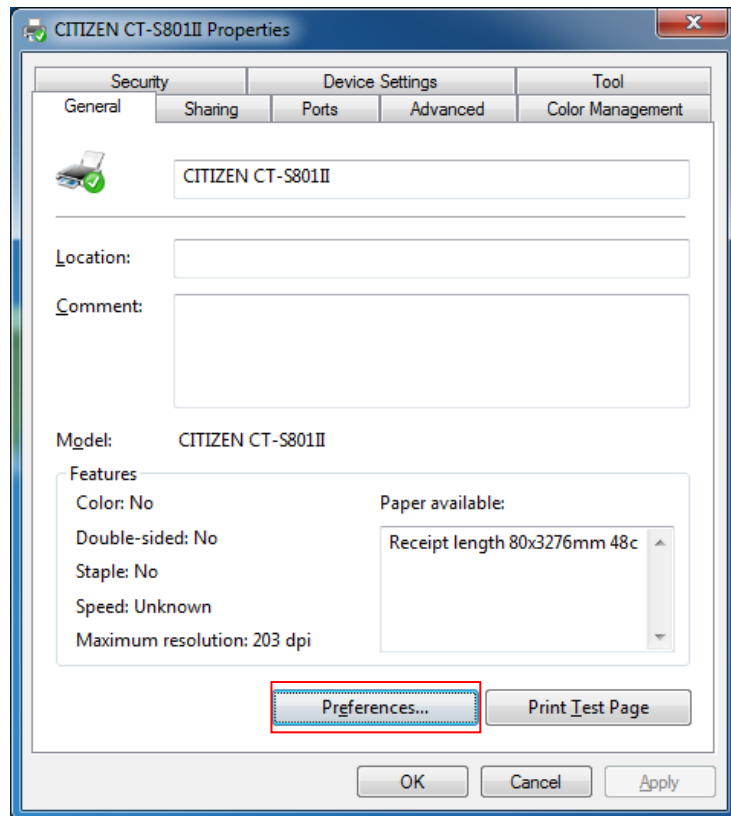 CITIZEN CT-S801II Properties
Security Device Settings Tool
General Sharing Ports Advanced Color Management
CITIZEN CT-S801II
Location:
Comment:
Model: CITIZEN CT-S801II
Features
Color: No Paper available:
Double-sided: No Receipt length 80x3276mm 48c
Staple: No
Speed: Unknown
Maximum resolution: 203 dpi
Preferences... Print Test Page
OK Cancel Apply